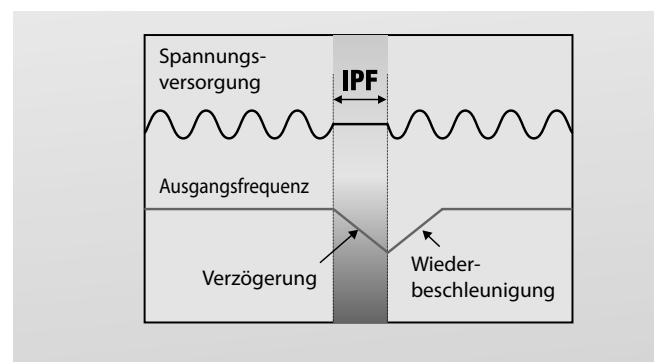 Spannungs-
versorgung
IPF
Ausgangsfrequenz
Verzögerung
Wieder-
beschleunigung